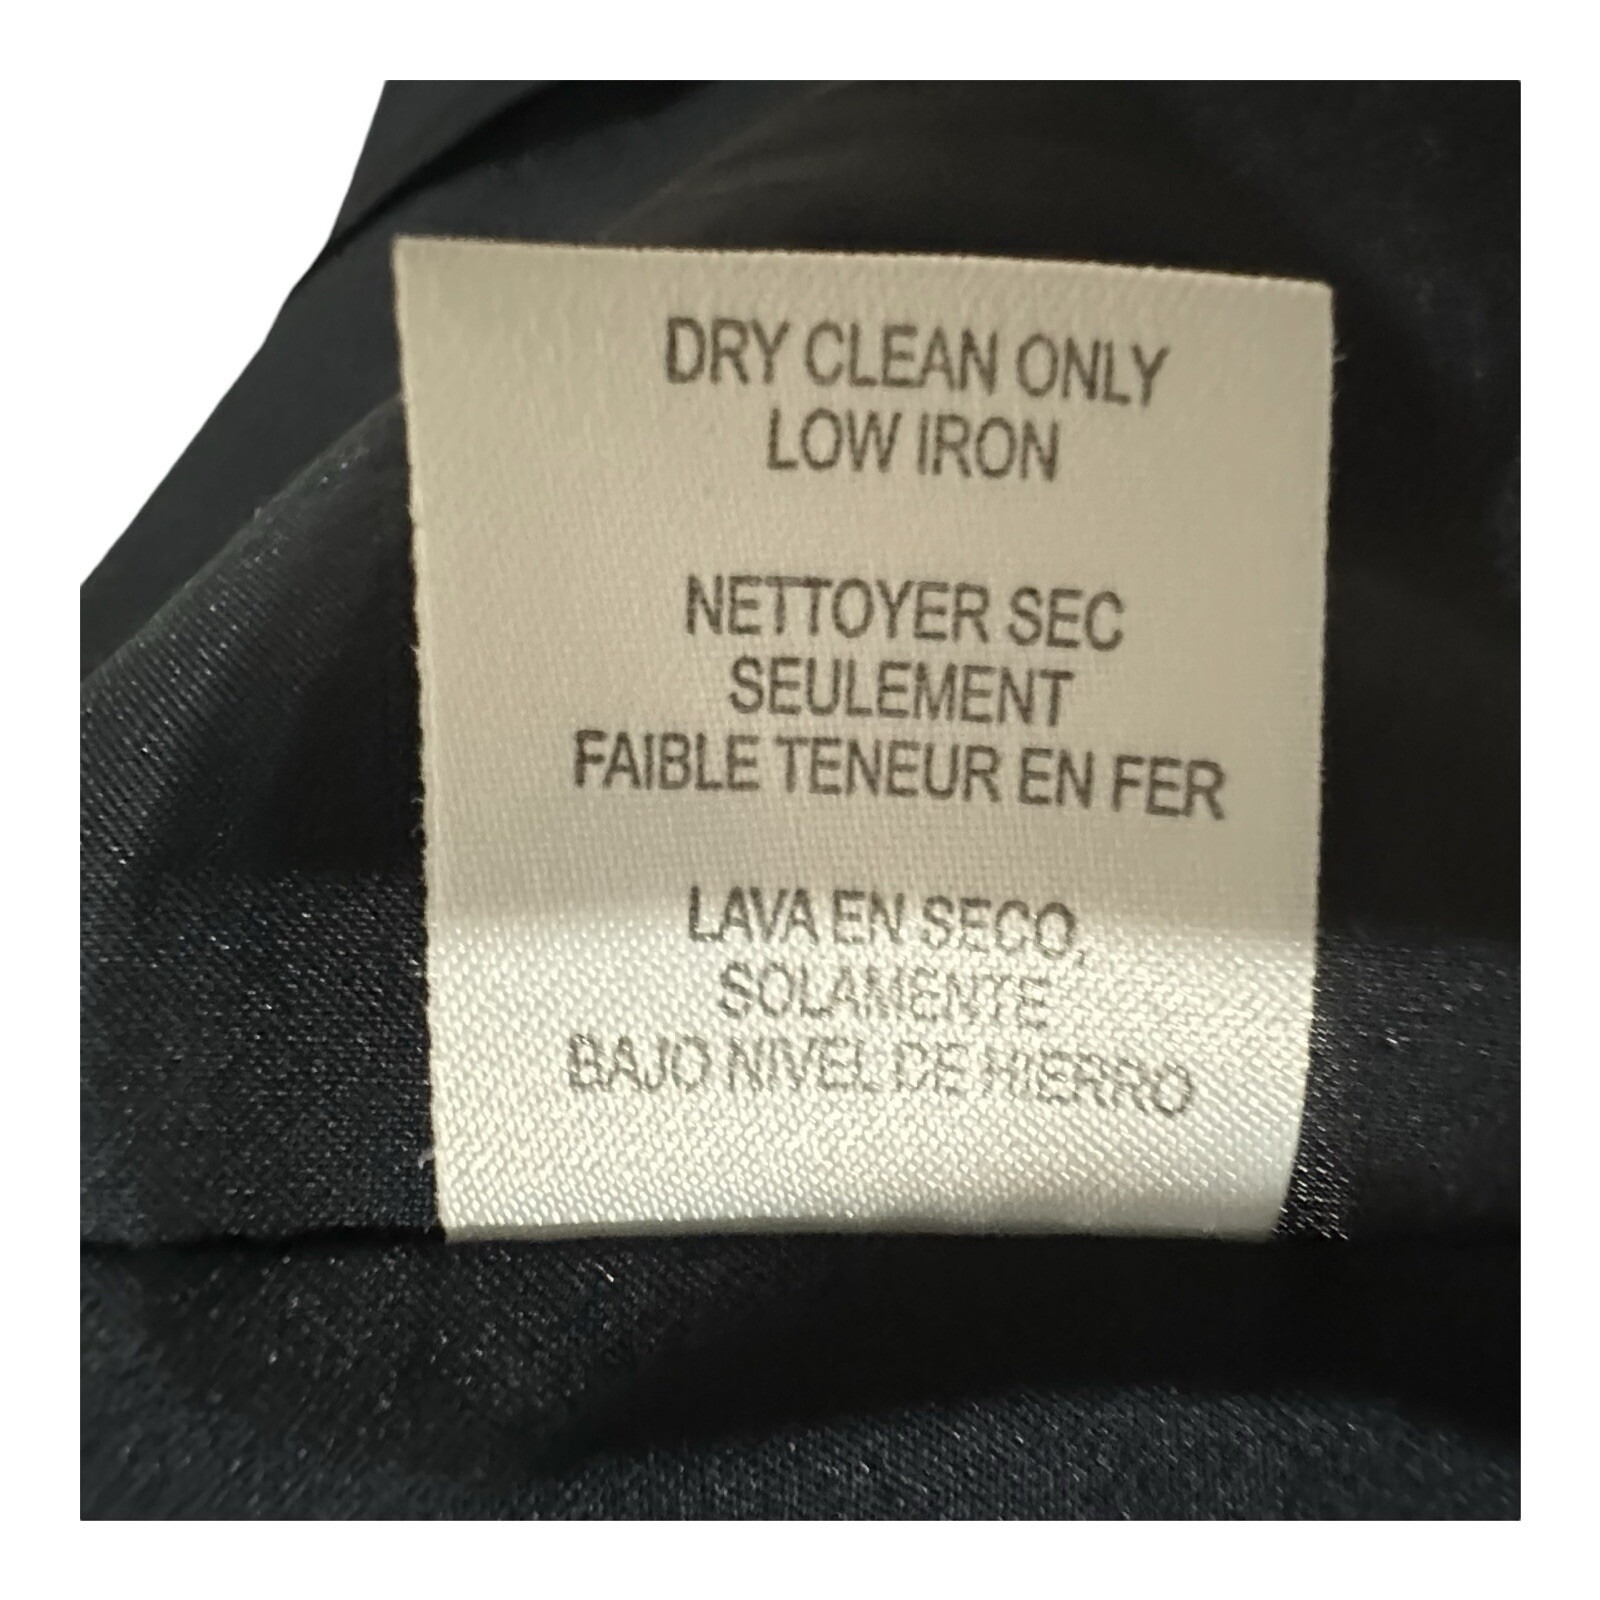 DRY CLEAN ONLY
LOW IRON
NETTOYER SEC
SEULEMENT
FAIBLE TENEUR EN FER
LAVA EN SECO,
SOLAMENTE
BAJO NIVEL DE HIERRO